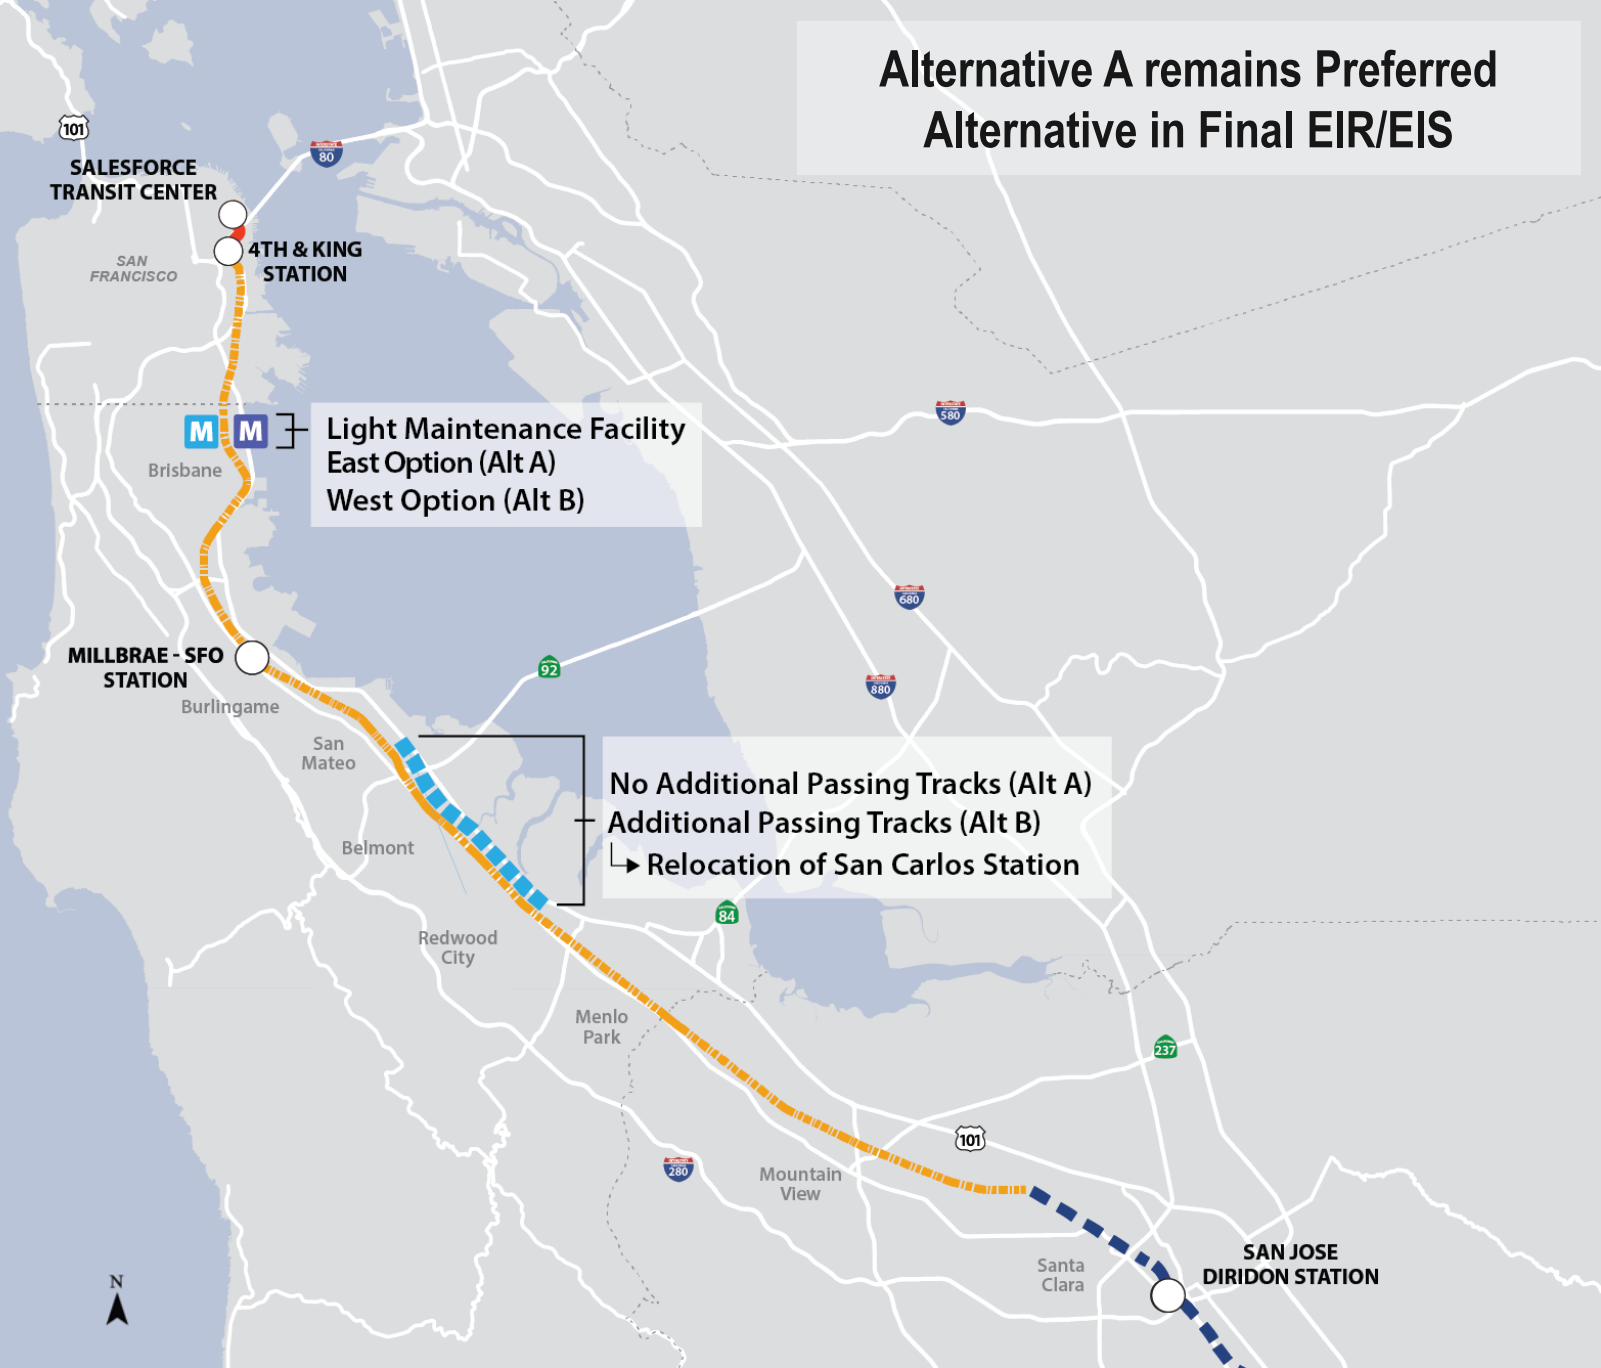 Alternative A remains Preferred
Alternative in Final EIR/EIS
101
80
SALESFORCE
TRANSIT CENTER
4TH & KING
STATION
SAN
FRANCISCO
580
M
M
Light Maintenance Facility
East Option (Alt A)
West Option (Alt B)
Brisbane
680
MILLBRAE - SFO
STATION
92
880
Burlingame
San
Mateo
No Additional Passing Tracks (Alt A)
Additional Passing Tracks (Alt B)
Relocation of San Carlos Station
Belmont
84
Redwood
City
Menlo
Park
237
101
280
Mountain
View
Santa
Clara
SAN JOSE
DIRIDON STATION
N